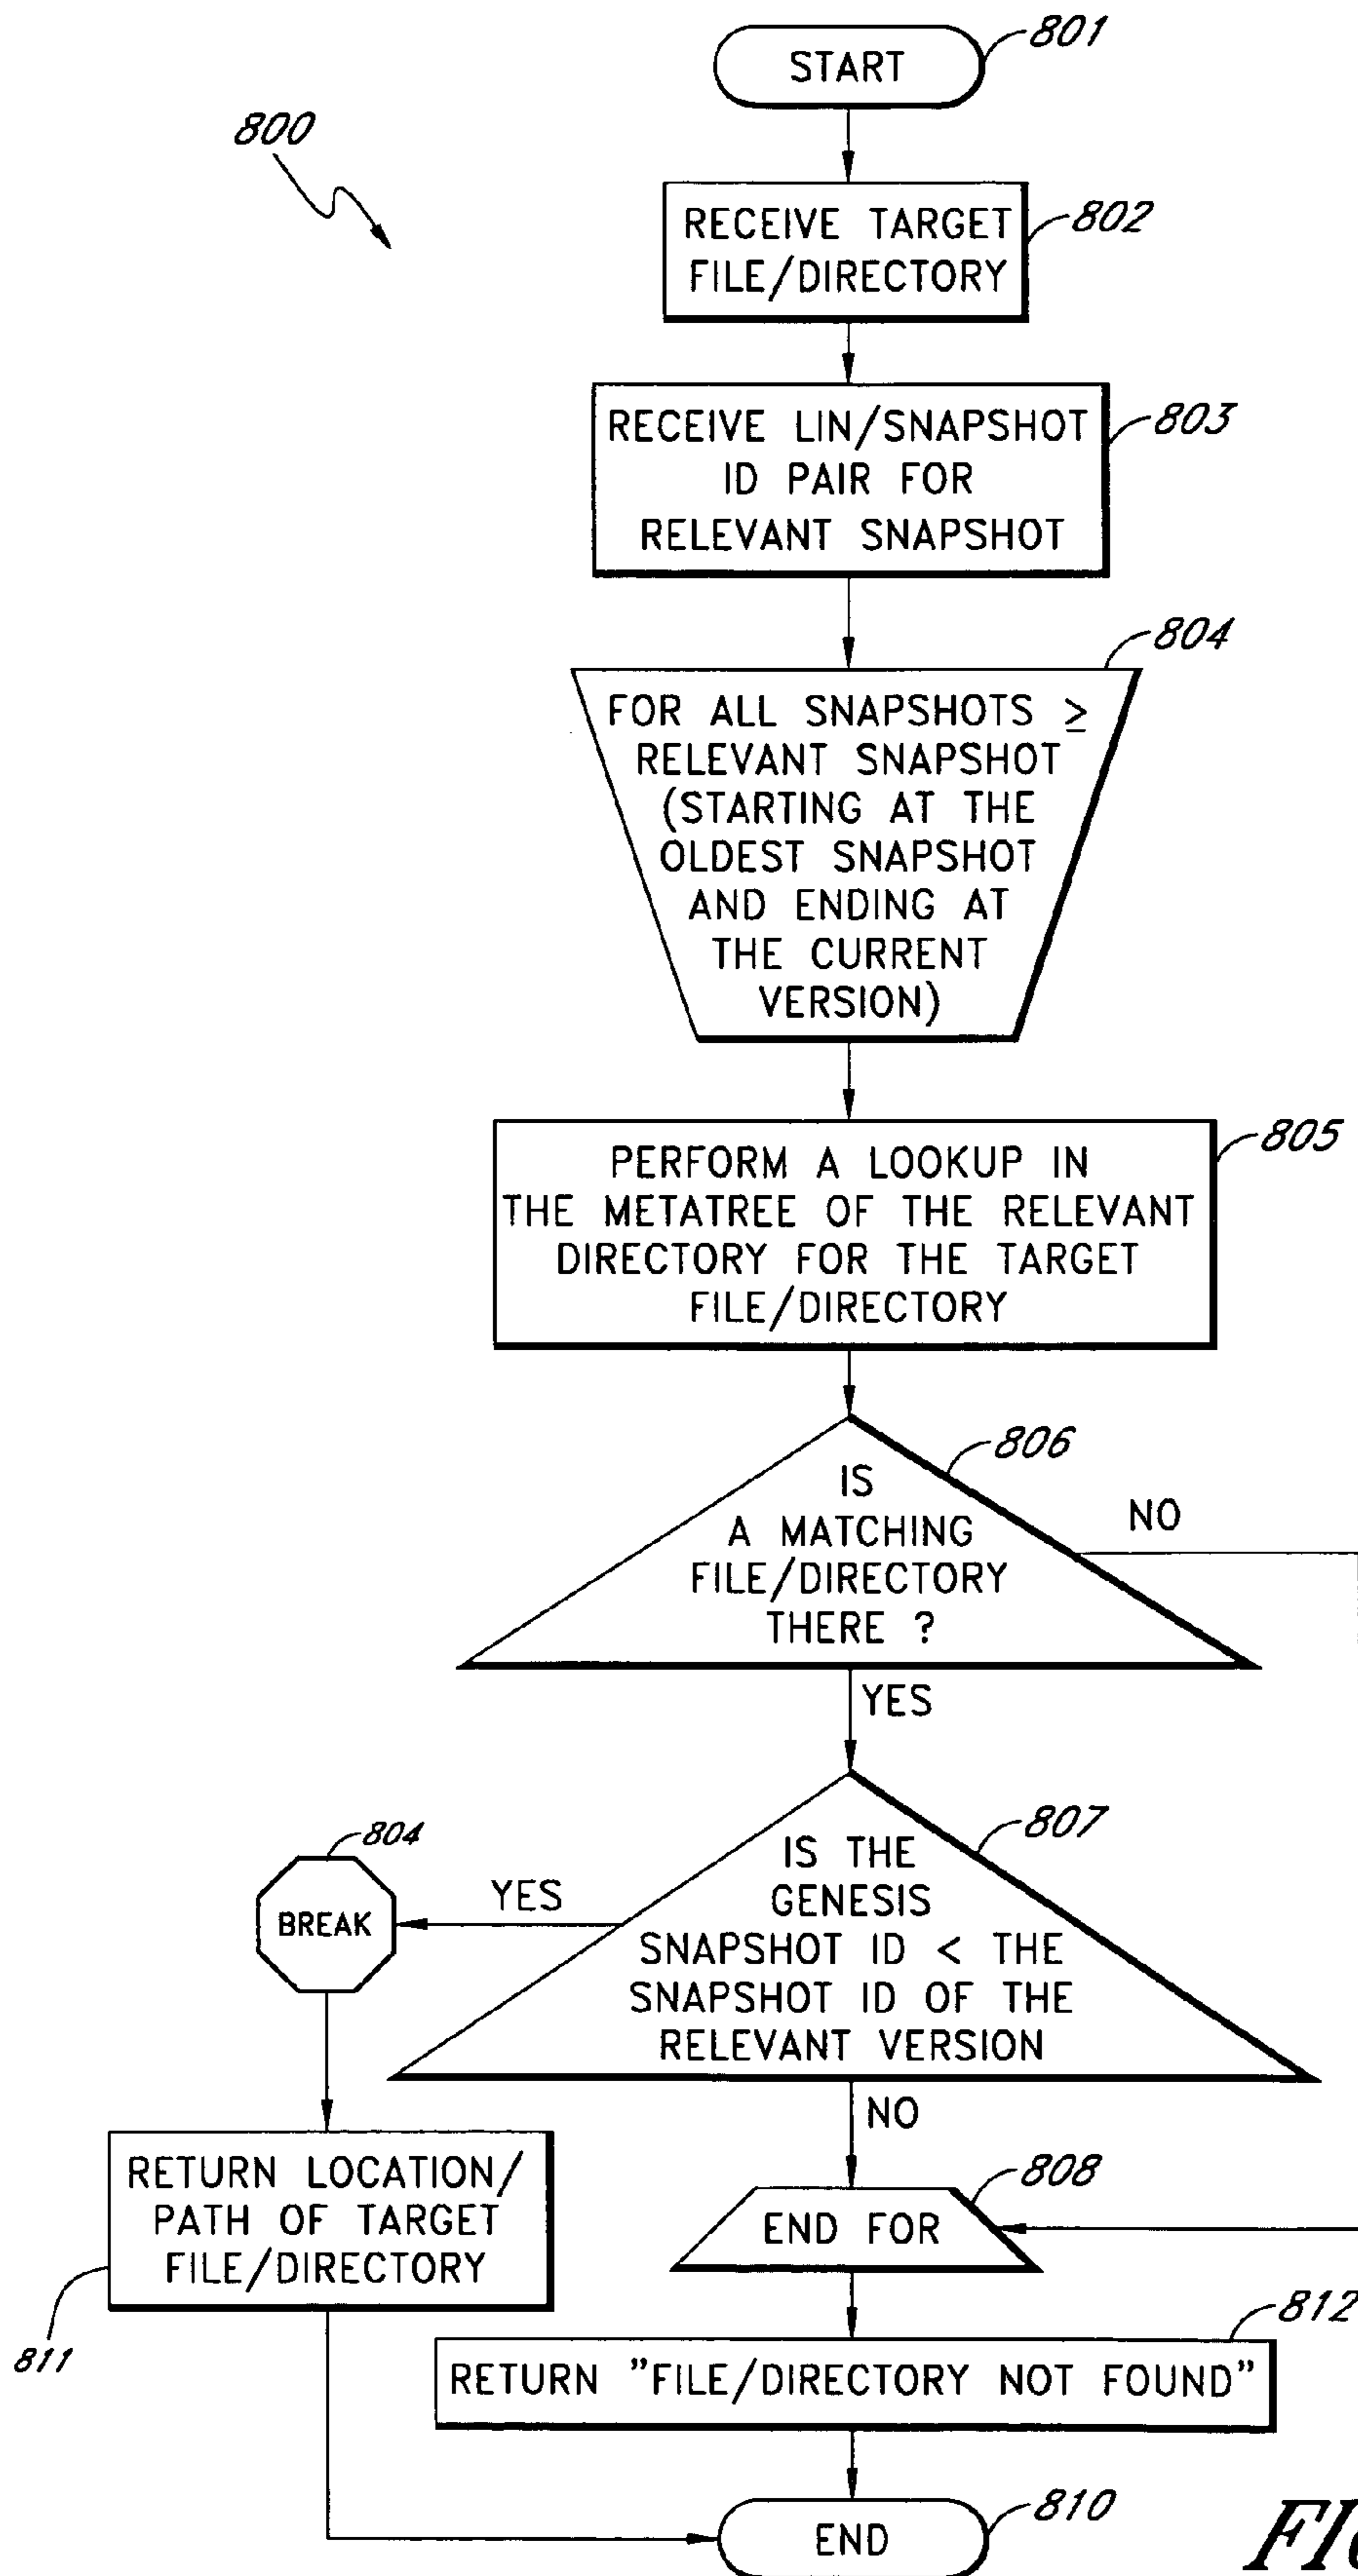 801
START
800
802
RECEIVE TARGET
FILE/DIRECTORY
803
RECEIVE LIN/SNAPSHOT
ID PAIR FOR
RELEVANT SNAPSHOT
804
FOR ALL SNAPSHOTS ≥
RELEVANT SNAPSHOT
(STARTING AT THE
OLDEST SNAPSHOT
AND ENDING AT
THE CURRENT
VERSION)
805
PERFORM A LOOKUP IN
THE METATREE OF THE RELEVANT
DIRECTORY FOR THE TARGET
FILE/DIRECTORY
806
IS
A MATCHING
FILE/DIRECTORY
THERE ?
NO
YES
807
IS THE
GENESIS
SNAPSHOT ID < THE
SNAPSHOT ID OF THE
RELEVANT VERSION
804
BREAK
YES
NO
808
END FOR
RETURN LOCATION/
PATH OF TARGET
FILE/DIRECTORY
811
812
RETURN "FILE/DIRECTORY NOT FOUND"
810
END